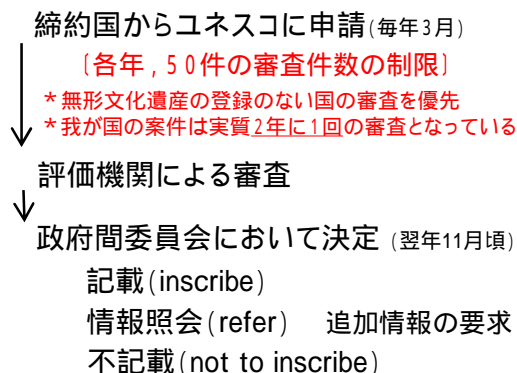 締約国からユネスコに申請(毎年3月)
〔各年,50件の審査件数の制限〕
*無形文化遺産の登録のない国の審査を優先
*我が国の案件は実質2年に1回の審査となっている
評価機関による審査
政府間委員会において決定 (翌年11月頃)
記載(inscribe)
情報照会(refer) 追加情報の要求
不記載(not to inscribe)